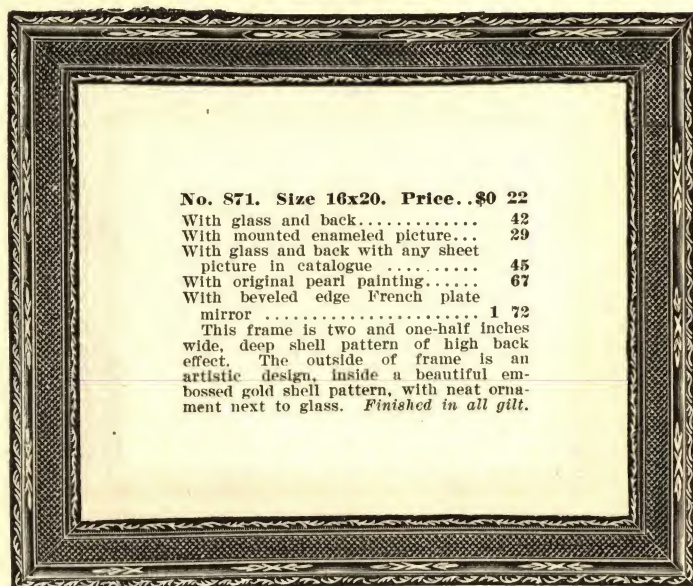 No. 871. Size 16x20. Price..$0 22
With glass and back............. 42
With mounted enameled picture... 29
With glass and back with any sheet
picture in catalogue .......... 45
With original pearl painting...... 67
With beveled edge French plate
mirror ....................... 1 72
This frame is two and one-half inches
wide, deep shell pattern of high back
effect. The outside of frame is an
artistic design, inside a beautiful em-
bossed gold shell pattern, with neat orna-
ment next to glass. Finished in all gilt.